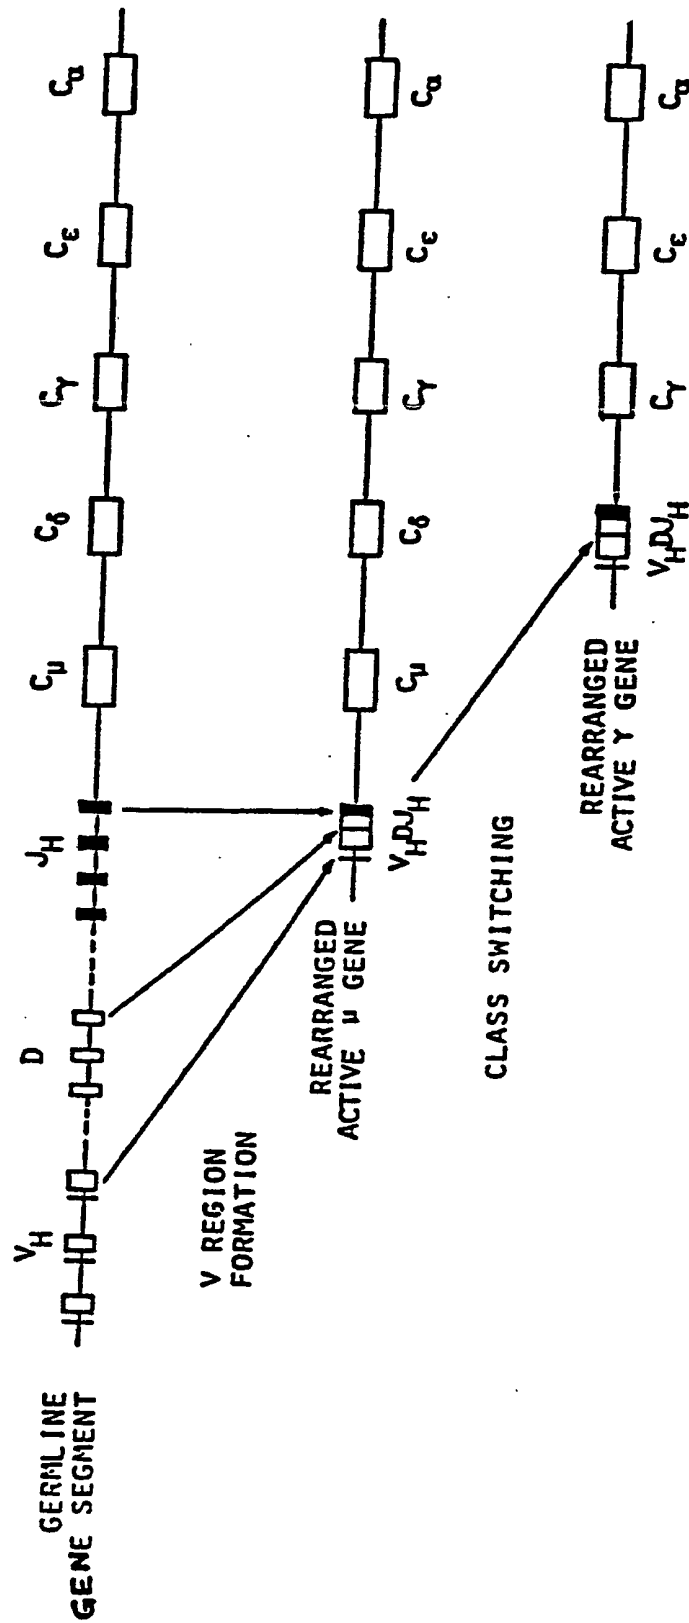 GERMLINE
GENE SEGMENT
V_H
D
J_H
C_μ
C_δ
C_γ
C_ε
C_α
V REGION
FORMATION
REARRANGED
ACTIVE μ GENE
V_HDJ_H
C_μ
C_δ
C_γ
C_ε
C_α
CLASS SWITCHING
REARRANGED
ACTIVE γ GENE
V_HDJ_H
C_γ
C_ε
C_α